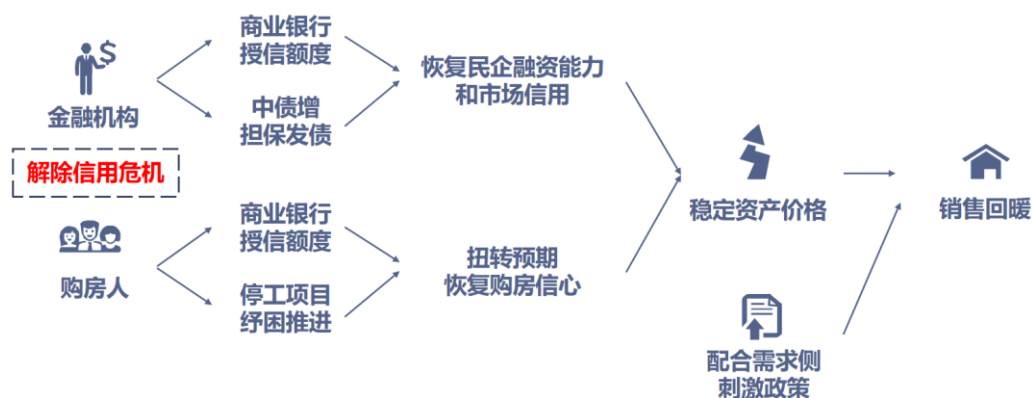 商业银行
授信额度
金融机构
中债增
担保发债
恢复民企融资能力
和市场信用
解除信用危机
商业银行
授信额度
购房人
停工项目
纾困推进
扭转预期
恢复购房信心
稳定资产价格
销售回暖
配合需求侧
刺激政策